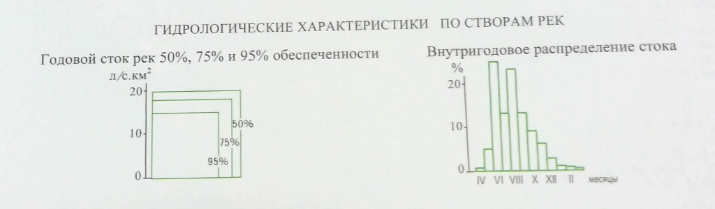 ГИДРОЛОГИЧЕСКИЕ ХАРАКТЕРИСТИКИ ПО СТВОРАМ РЕК
Годовой сток рек 50%, 75% и 95% обеспеченности
л/с.км²
20
10
0
50%
75%
95%
Внутригодовое распределение стока
%
20
10
0
IV VI VIII X XII II месяцы